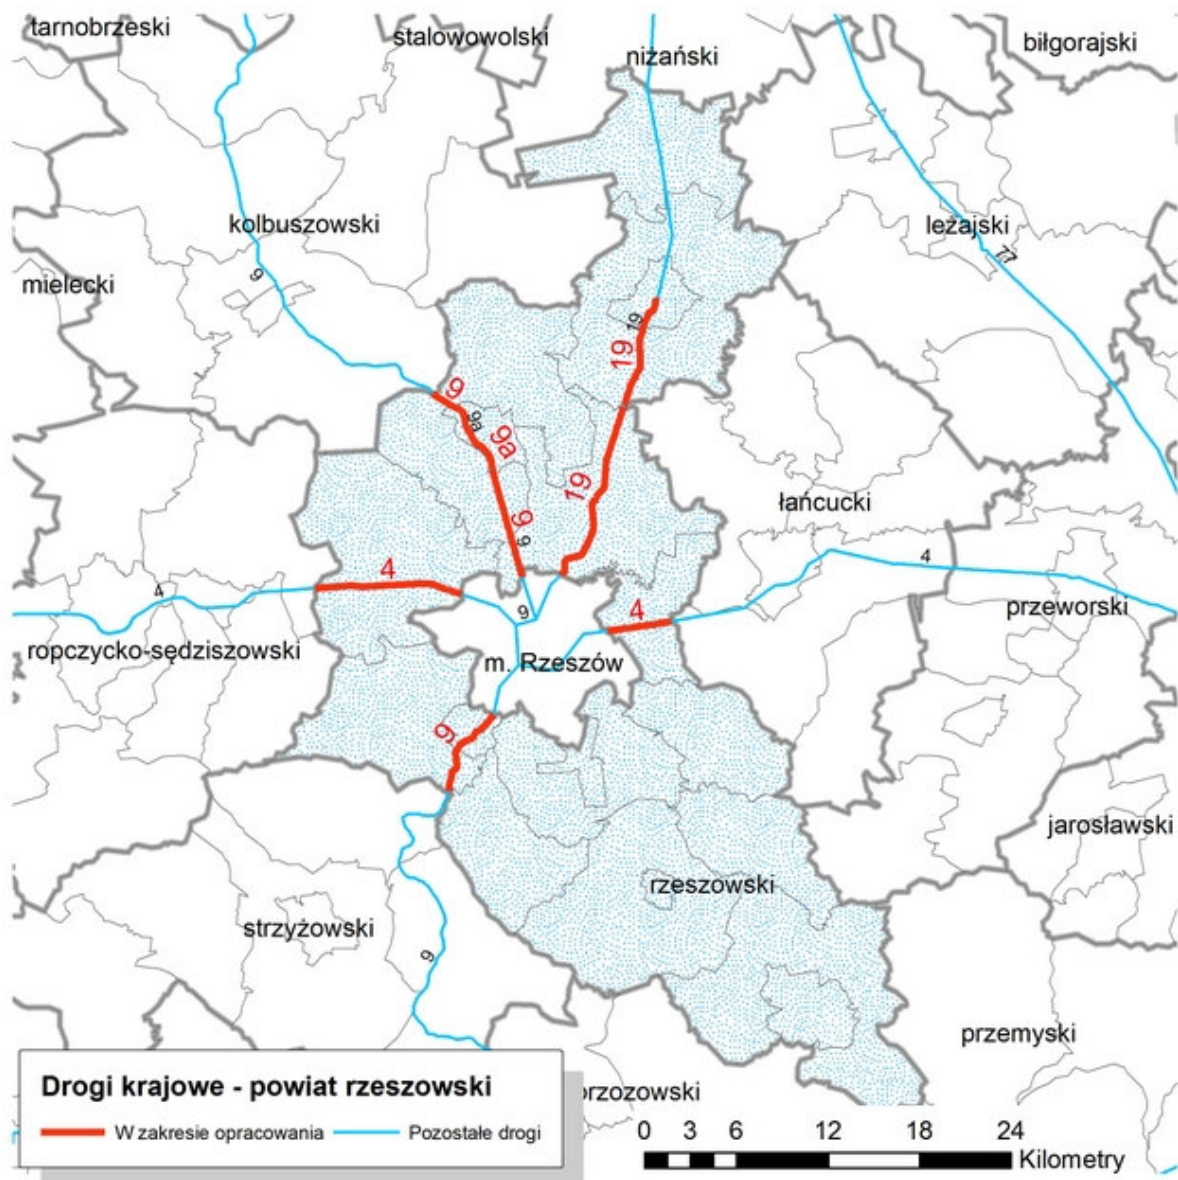 tarnobrzeski
stalowowolski
niżański
biłgorajski
kolbuszowski
leżajski
77
9
mielecki
19
19
9
9a
9a
19
łańcucki
9
9
4
4
4
9
4
przeworski
ropczycko-sędziszowski
m. Rzeszów
9
jarosławski
rzeszowski
strzyżowski
9
przemyski
Drogi krajowe - powiat rzeszowski
W zakresie opracowania
Pozostałe drogi
orzozowski
0 3 6 12 18 24
Kilometry